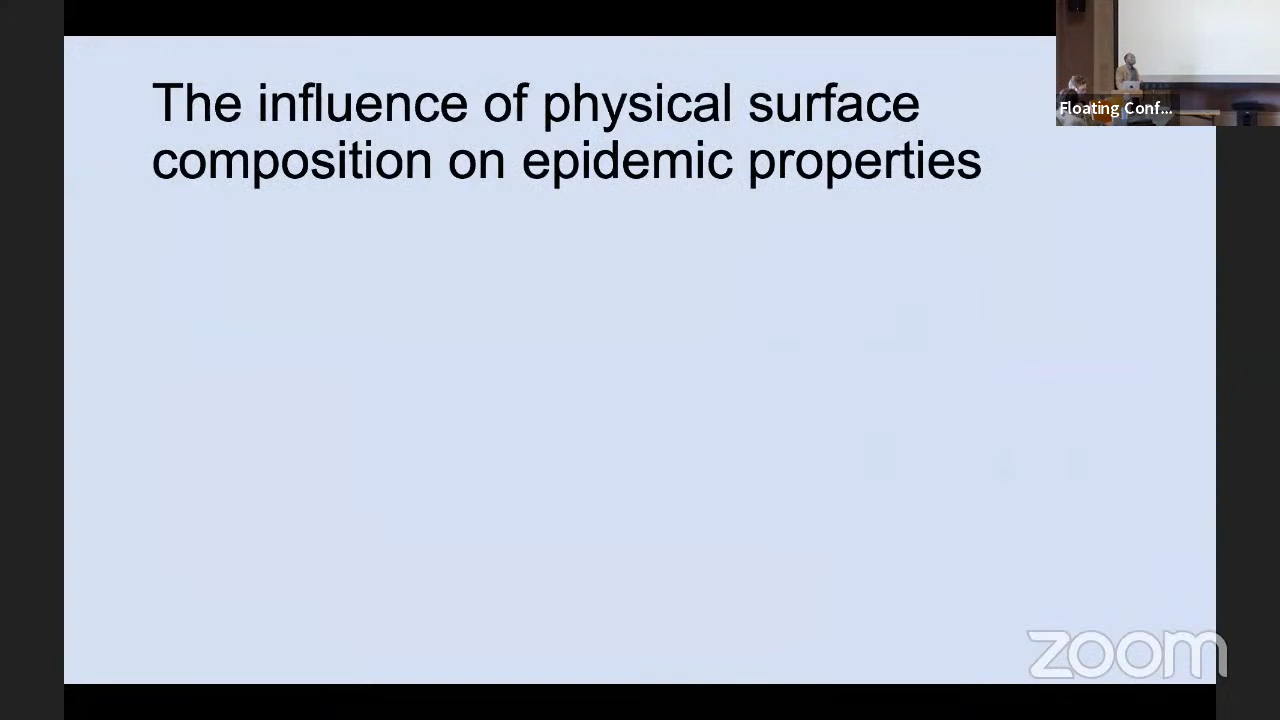 The influence of physical surface
composition on epidemic properties
Floating Conf...
zoom